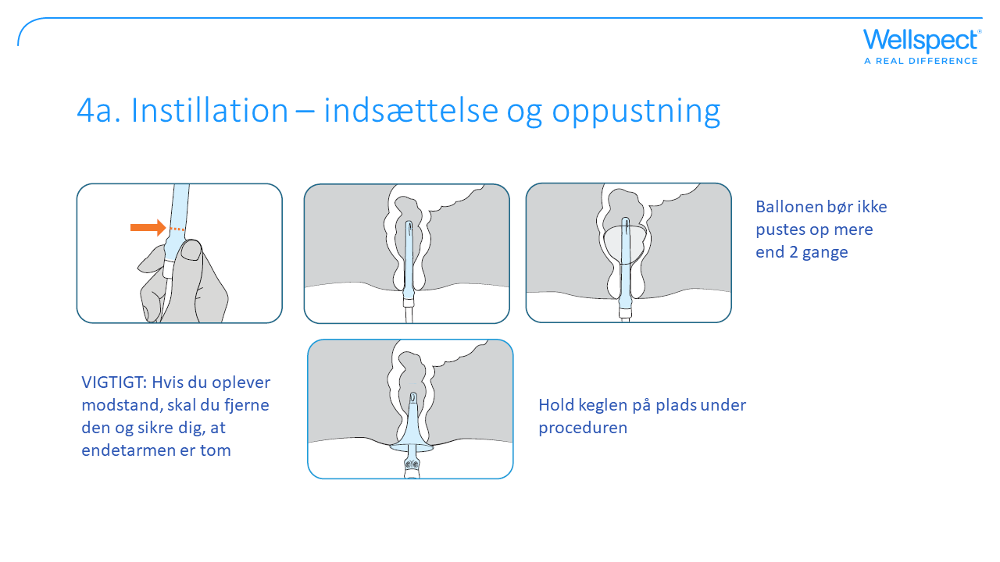 Wellspect®
A REAL DIFFERENCE
4a. Instillation – indsættelse og oppustning
Ballonen bør ikke
pustes op mere
end 2 gange
VIGTIGT: Hvis du oplever
modstand, skal du fjerne
den og sikre dig, at
endetarmen er tom
Hold keglen på plads under
proceduren